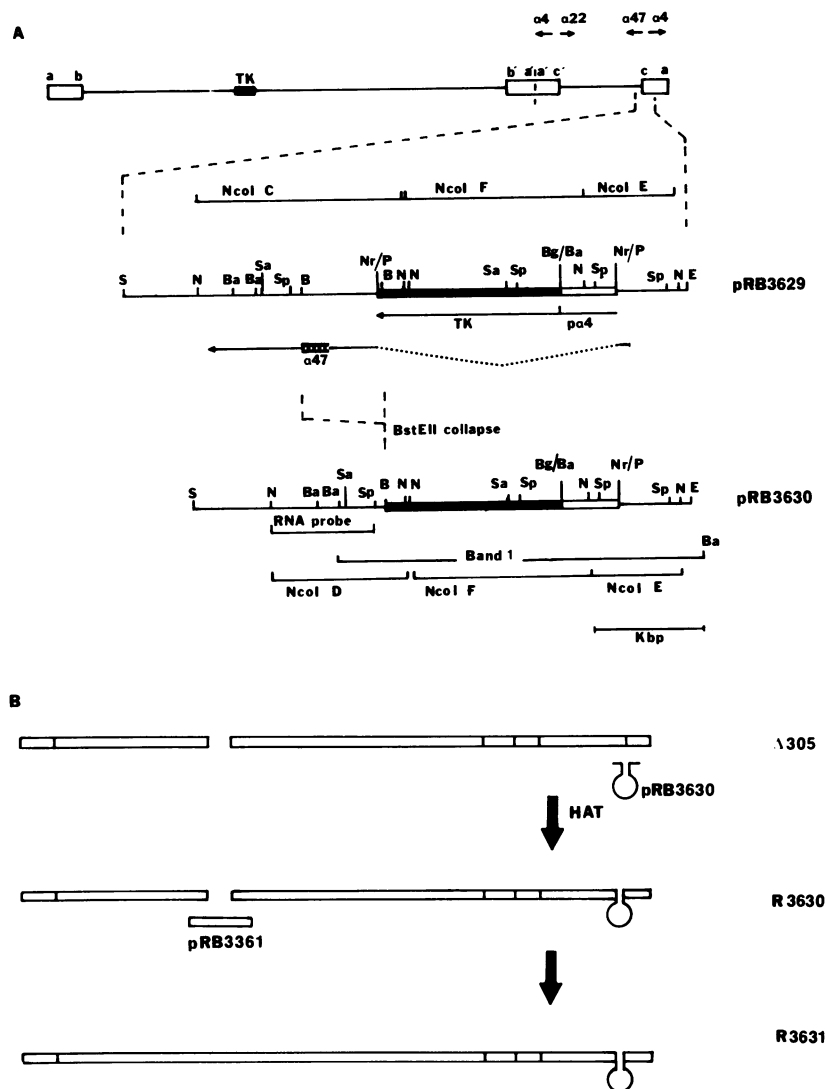 A
α4 α22 α47 α4
a b TK b´ a´ a´ c´ c a
NcoI C NcoI F NcoI E
S N Ba Ba Sa Sp B Nr/P B N N Sa Sp Bg/Ba N Sp Nr/P Sp N E pRB3629
TK pα4
α47
BstEII collapse
S N Ba Ba Sa Sp B N N Sa Sp Bg/Ba N Sp Nr/P Sp N E pRB3630
RNA probe
Band 1 Ba
NcoI D NcoI F NcoI E
Kbp
B
305
pRB3630
HAT
R3630
pRB3361
R3631